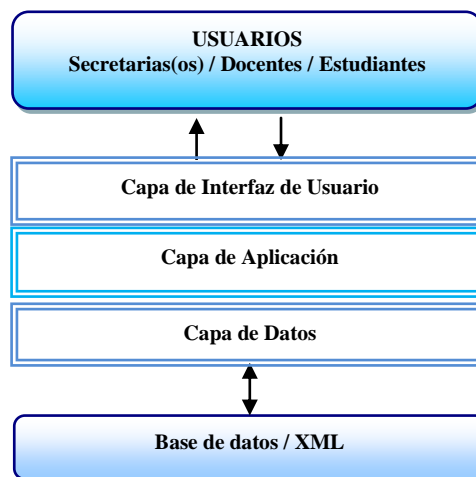 USUARIOS
Secretarias(os) / Docentes / Estudiantes
Capa de Interfaz de Usuario
Capa de Aplicación
Capa de Datos
Base de datos / XML